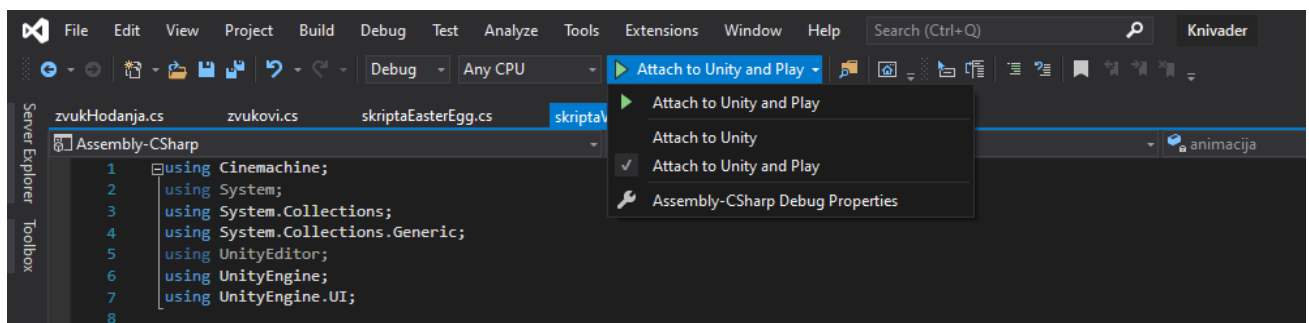 File Edit View Project Build Debug Test Analyze Tools Extensions Window Help Search (Ctrl+Q) Knivader
Debug Any CPU Attach to Unity and Play
Attach to Unity and Play
Attach to Unity
Attach to Unity and Play
Assembly-CSharp Debug Properties
Server Explorer
Toolbox
zvukHodanja.cs zvukovi.cs skriptaEasterEgg.cs
Assembly-CSharp animacija
1 using Cinemachine;
2 using System;
3 using System.Collections;
4 using System.Collections.Generic;
5 using UnityEditor;
6 using UnityEngine;
7 using UnityEngine.UI;
8